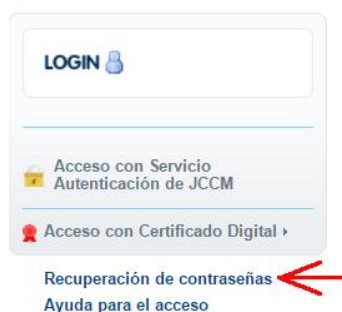 LOGIN
Acceso con Servicio
Autenticación de JCCM
Acceso con Certificado Digital
Recuperación de contraseñas
Ayuda para el acceso